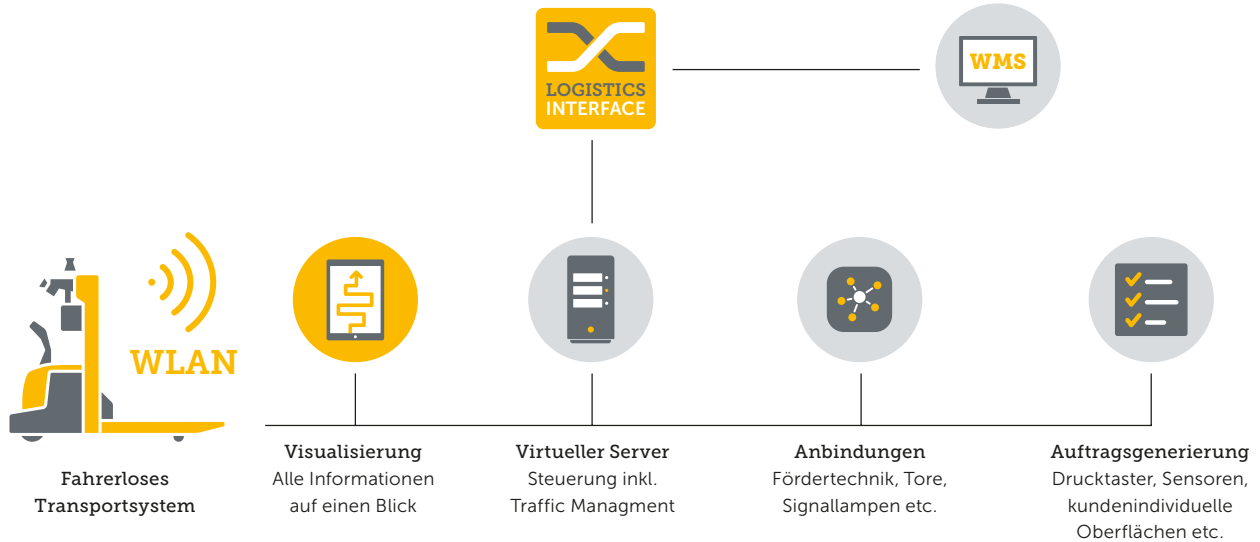 LOGISTICS
INTERFACE
WMS
WLAN
Fahrerloses
Transportsystem
Visualisierung
Alle Informationen
auf einen Blick
Virtueller Server
Steuerung inkl.
Traffic Managment
Anbindungen
Fördertechnik, Tore,
Signallampen etc.
Auftragsgenerierung
Drucktaster, Sensoren,
kundenindividuelle
Oberflächen etc.